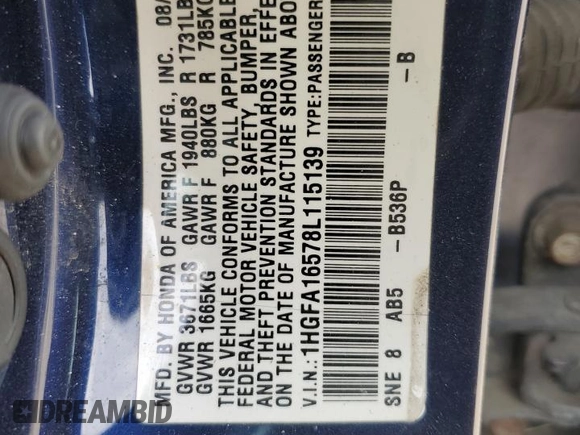 MFD. BY HONDA OF AMERICA MFG., INC. 08/
GVWR 3671LBS GAWR F 1940LBS R 1731LB
GVWR 1665KG GAWR F 880KG R 785KG
THIS VEHICLE CONFORMS TO ALL APPLICABLE
FEDERAL MOTOR VEHICLE SAFETY, BUMPER,
AND THEFT PREVENTION STANDARDS IN EFFE
ON THE DATE OF MANUFACTURE SHOWN ABO
V.I.N.: 1HGFA16578L115139 TYPE:PASSENGER
SNE 8 AB5 -B536P -B
DREAMBID